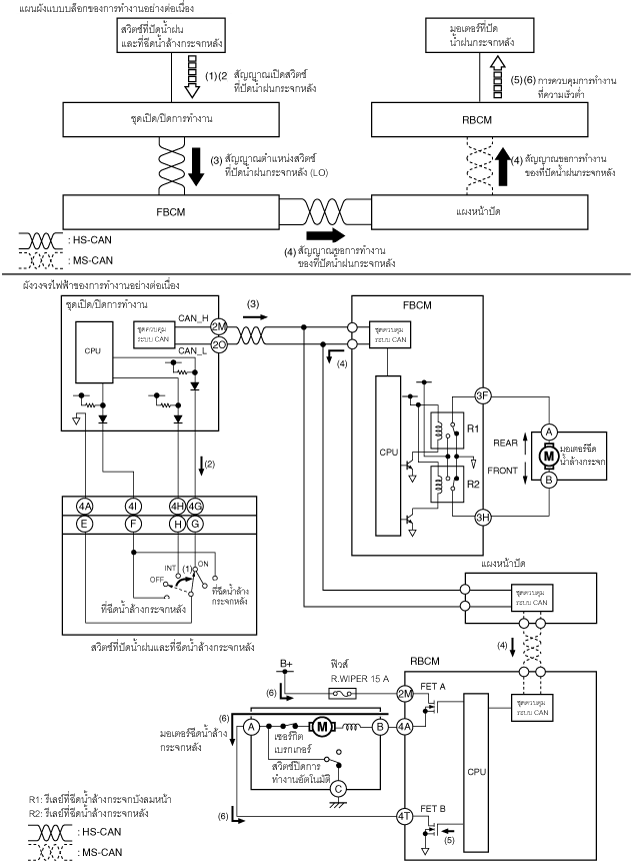 แผนผังแบบบล็อกของการทำงานอย่างต่อเนื่อง
สวิตช์ที่ปัดน้ำฝน
และที่ฉีดน้ำล้างกระจกหลัง
มอเตอร์ที่ปัด
น้ำฝนกระจกหลัง
(1)(2 สัญญาณเปิดสวิตช์
ที่ปัดน้ำฝนกระจกหลัง
(5)(6) การควบคุมการทำงาน
ที่ความเร็วต่ำ
ชุดเปิด/ปิดการทำงาน
RBCM
(3) สัญญาณตำแหน่งสวิตช์
ที่ปัดน้ำฝนกระจกหลัง (LO)
(4) สัญญาณขอการทำงาน
ของที่ปัดน้ำฝนกระจกหลัง
FBCM
แผงหน้าปัด
: HS-CAN
: MS-CAN
(4) สัญญาณขอการทำงาน
ของที่ปัดน้ำฝนกระจกหลัง
ผังวงจรไฟฟ้าของการทำงานอย่างต่อเนื่อง
ชุดเปิด/ปิดการทำงาน
FBCM
CPU
ชุดควบคุม
ระบบ CAN
CAN_H
CAN_L
2M
2O
(3)
(4)
ชุดควบคุม
ระบบ CAN
CPU
R1
R2
3F
3H
REAR
FRONT
A
M
B
มอเตอร์ฉีด
น้ำล้างกระจก
(2)
4A
4I
4H
4G
E
F
H
G
INT
(1)
ON
OFF
ที่ฉีดน้ำล้างกระจกหลัง
ที่ฉีดน้ำล้าง
กระจกหลัง
สวิตช์ที่ปัดน้ำฝนและที่ฉีดน้ำล้างกระจกหลัง
แผงหน้าปัด
ชุดควบคุม
ระบบ CAN
(4)
B+
ฟิวส์
R.WIPER 15 A
(6)
RBCM
2M
FET A
ชุดควบคุม
ระบบ CAN
(6)
มอเตอร์ฉีดน้ำล้าง
กระจกหลัง
A
M
B
4A
เซอร์กิต
เบรกเกอร์
สวิตช์ปิดการ
ทำงานอัตโนมัติ
C
CPU
(6)
4T
FET B
(5)
R1: รีเลย์ที่ฉีดน้ำล้างกระจกบังลมหน้า
R2: รีเลย์ที่ฉีดน้ำล้างกระจกหลัง
: HS-CAN
: MS-CAN